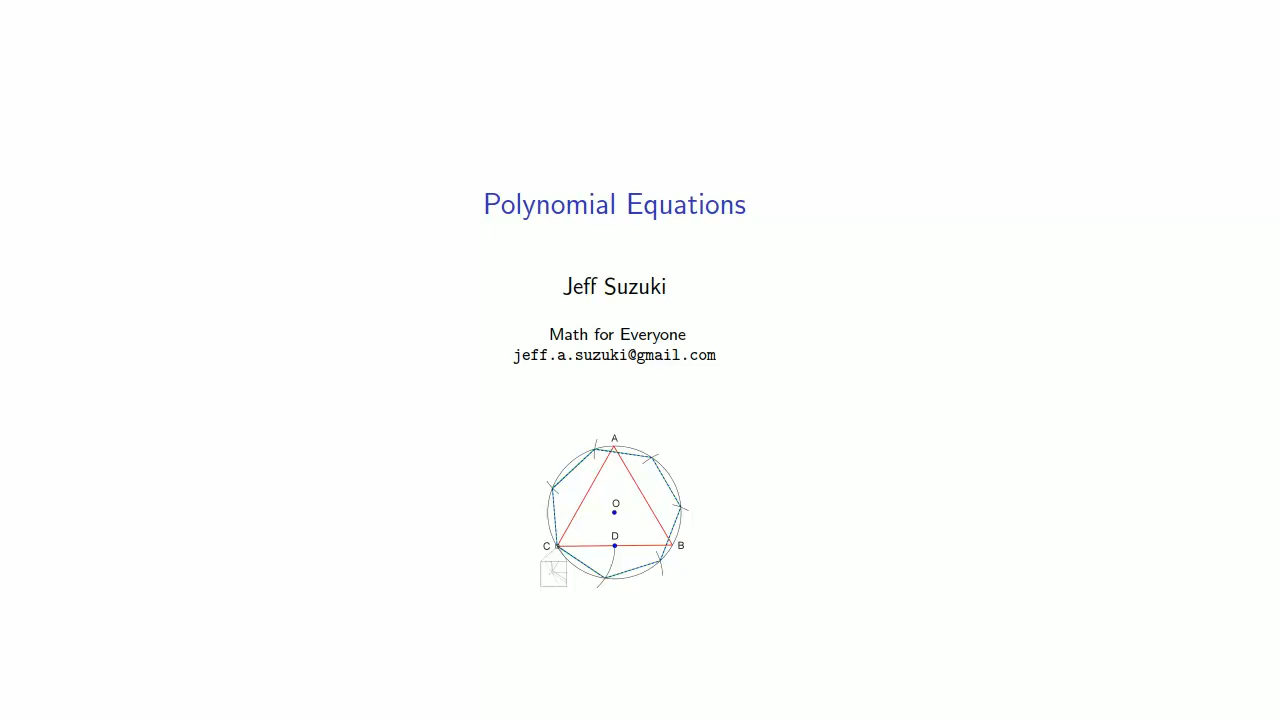 Polynomial Equations
Jeff Suzuki
Math for Everyone
jeff.a.suzuki@gmail.com
A
O
D
C
B